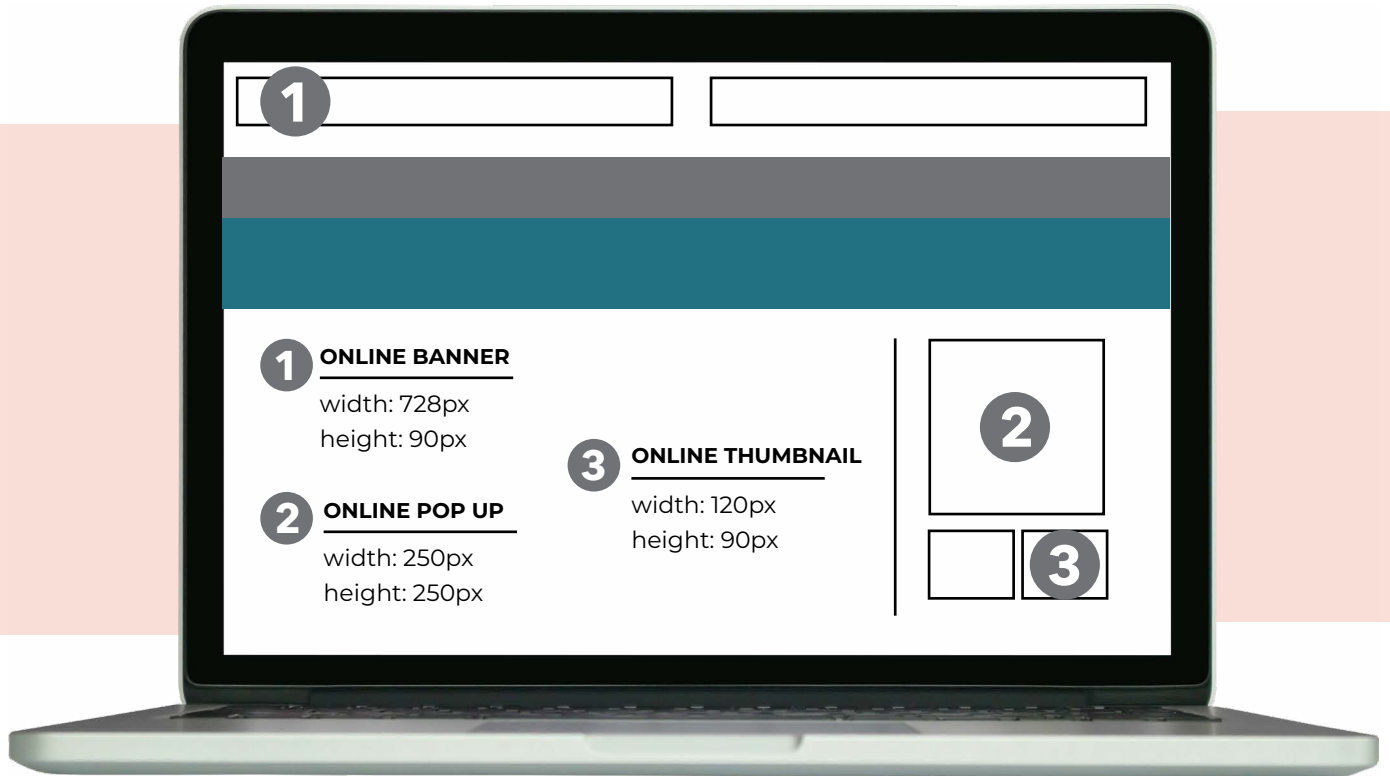 1
1 ONLINE BANNER
width: 728px
height: 90px
2 ONLINE POP UP
width: 250px
height: 250px
3 ONLINE THUMBNAIL
width: 120px
height: 90px
2
3